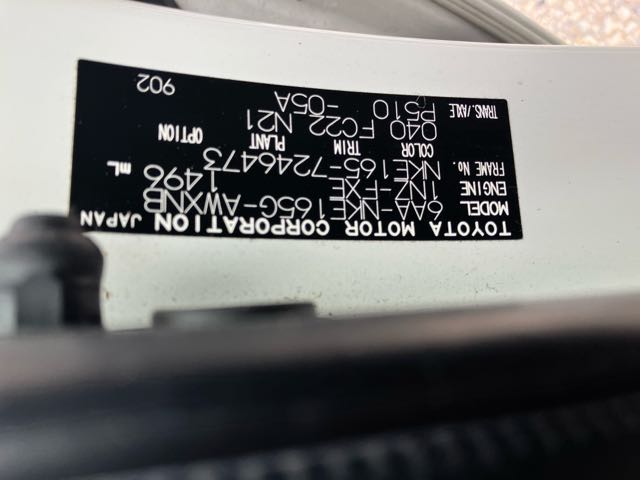 TOYOTA MOTOR CORPORATION JAPAN
MODEL 6AA-NKE165G-AWXNB
ENGINE 1NZ-FXE 1496 mL
FRAME No. NKE165-7246473
COLOR TRIM PLANT OPTION
040 FC22 N21
TRANS./AXLE P510 -05A
902